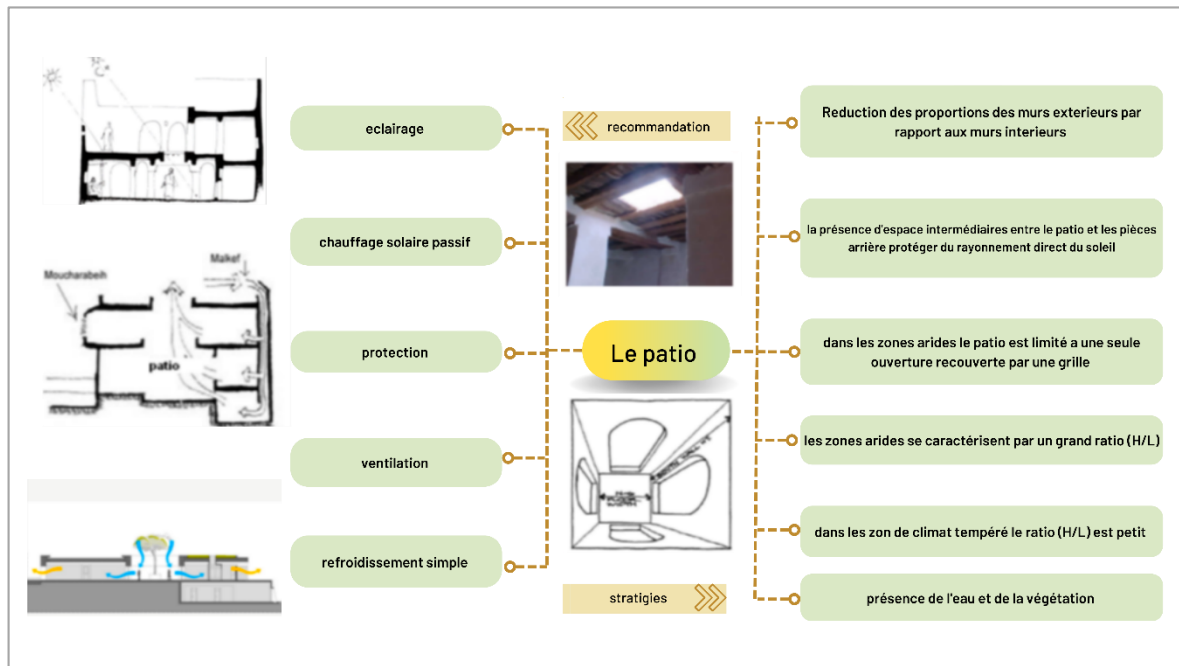 eclairage
chauffage solaire passif
protection
ventilation
refroidissement simple
Moucharabeih
Malkef
patio
recommandation
Le patio
stratigies
Reduction des proportions des murs exterieurs par
rapport aux murs interieurs
la présence d'espace intermédiaires entre le patio et les pièces
arrière protéger du rayonnement direct du soleil
dans les zones arides le patio est limité a une seule
ouverture recouverte par une grille
les zones arides se caractérisent par un grand ratio (H/L)
dans les zon de climat tempéré le ratio (H/L) est petit
présence de l'eau et de la végétation